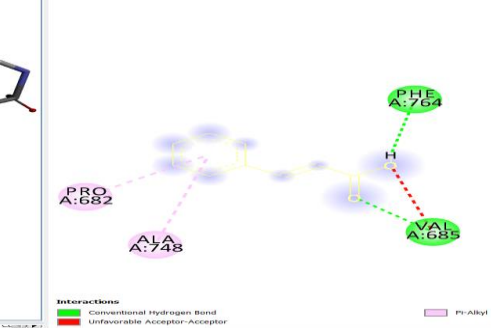 PHE
A:764
H
PRO
A:682
VAL
A:685
ALA
A:748
Interactions
Conventional Hydrogen Bond
Unfavorable Acceptor-Acceptor
Pi-Alkyl